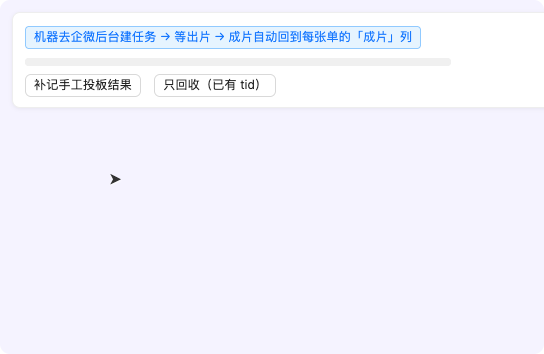 机器去企微后台建任务 → 等出片 → 成片自动回到每张单的「成片」列
补记手工投板结果
只回收（已有 tid）